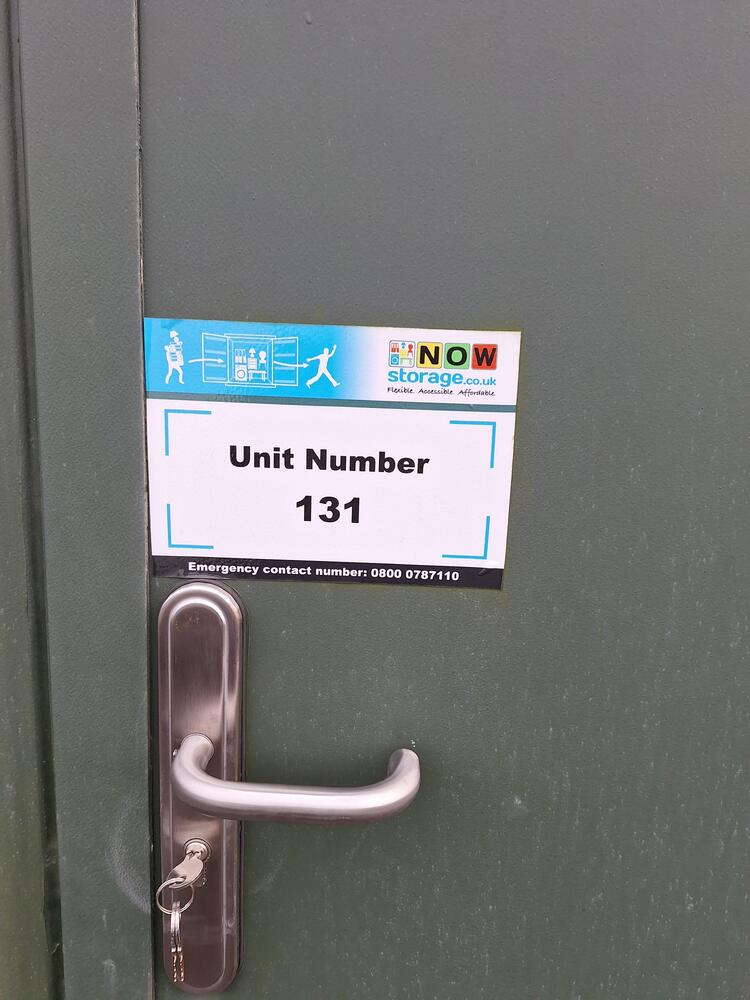 NOW
storage.co.uk
Flexible. Accessible. Affordable.
Unit Number
131
Emergency contact number: 0800 0787110